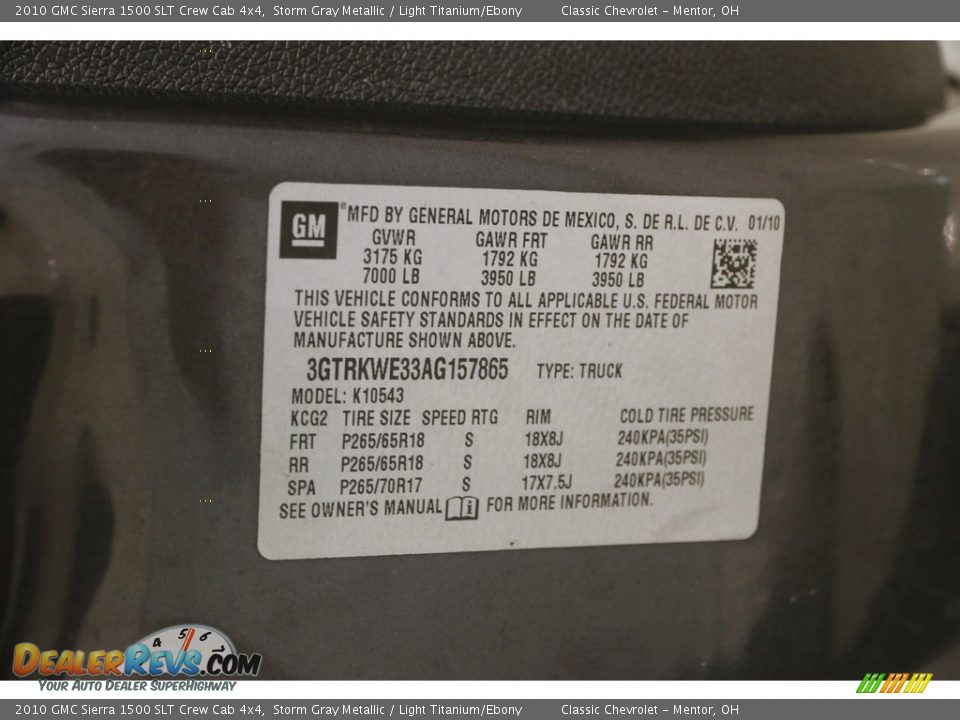 2010 GMC Sierra 1500 SLT Crew Cab 4x4, Storm Gray Metallic / Light Titanium/Ebony Classic Chevrolet - Mentor, OH
GM ® MFD BY GENERAL MOTORS DE MEXICO, S. DE R.L. DE C.V. 01/10
GVWR GAWR FRT GAWR RR
3175 KG 1792 KG 1792 KG
7000 LB 3950 LB 3950 LB
THIS VEHICLE CONFORMS TO ALL APPLICABLE U.S. FEDERAL MOTOR
VEHICLE SAFETY STANDARDS IN EFFECT ON THE DATE OF
MANUFACTURE SHOWN ABOVE.
3GTRKWE33AG157865 TYPE: TRUCK
MODEL: K10543
KCG2 TIRE SIZE SPEED RTG RIM COLD TIRE PRESSURE
FRT P265/65R18 S 18X8J 240KPA(35PSI)
RR P265/65R18 S 18X8J 240KPA(35PSI)
SPA P265/70R17 S 17X7.5J 240KPA(35PSI)
SEE OWNER'S MANUAL i FOR MORE INFORMATION.
4 5 6
DealerRevs.com
Your Auto Dealer SuperHighway
2010 GMC Sierra 1500 SLT Crew Cab 4x4, Storm Gray Metallic / Light Titanium/Ebony Classic Chevrolet - Mentor, OH